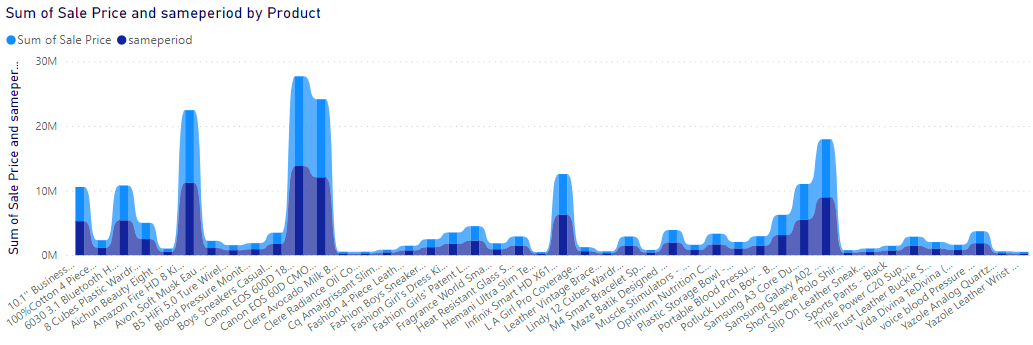 Sum of Sale Price and sameperiod by Product
Sum of Sale Price sameperiod
Sum of Sale Price and sameper...
30M
20M
10M
0M
10.1" Business...
100%Cotton 4 Piece...
6030 3.1 Bluetooth H...
8 Cubes Plastic Wardr...
Aichun Beauty Eight ...
Amazon Fire HD 8 Ki...
Avon Soft Musk Eau ...
BS HiFi 5.0 Ture Wirel...
Blood Pressure Monit...
Boys Sneakers Casual...
Canon EOS 600D 18...
Canon EOS 60D CMO...
Clere Avocado Milk B...
Clere Radiance Oil Co...
Cq Amaigrissant Slim...
Fashion 4 Piece Leath...
Fashion Boys Sneaker...
Fashion Girl's Dress Ki...
Fashion Girls' Patent L...
Fragrance World Sma...
Heat Resistant Glass S...
Hemani Ultra Slim Te...
Infinix Smart HD X61...
L A Girl Pro Coverage...
Leather Vintage Brace...
Lindy 12 Cubes Wardr...
M4 Smart Bracelet Sp...
Maze Batik Designed ...
Muscle Stimulators - ...
Optimum Nutrition C...
Plastic Storage Bowl -...
Portable Blood Pressu...
Potluck Lunch Box - B...
Samsung A3 Core Du...
Samsung Galaxy A02 ...
Short Sleeve Polo Shir...
Slip On Leather Sneak...
Sports Pants - Black
Triple Power C20 Sup...
Trust Leather Buckle S...
Vida Divina TeDivina (...
voice blood Pressure ...
Yazole Analog Quartz...
Yazole Leather Wrist ...